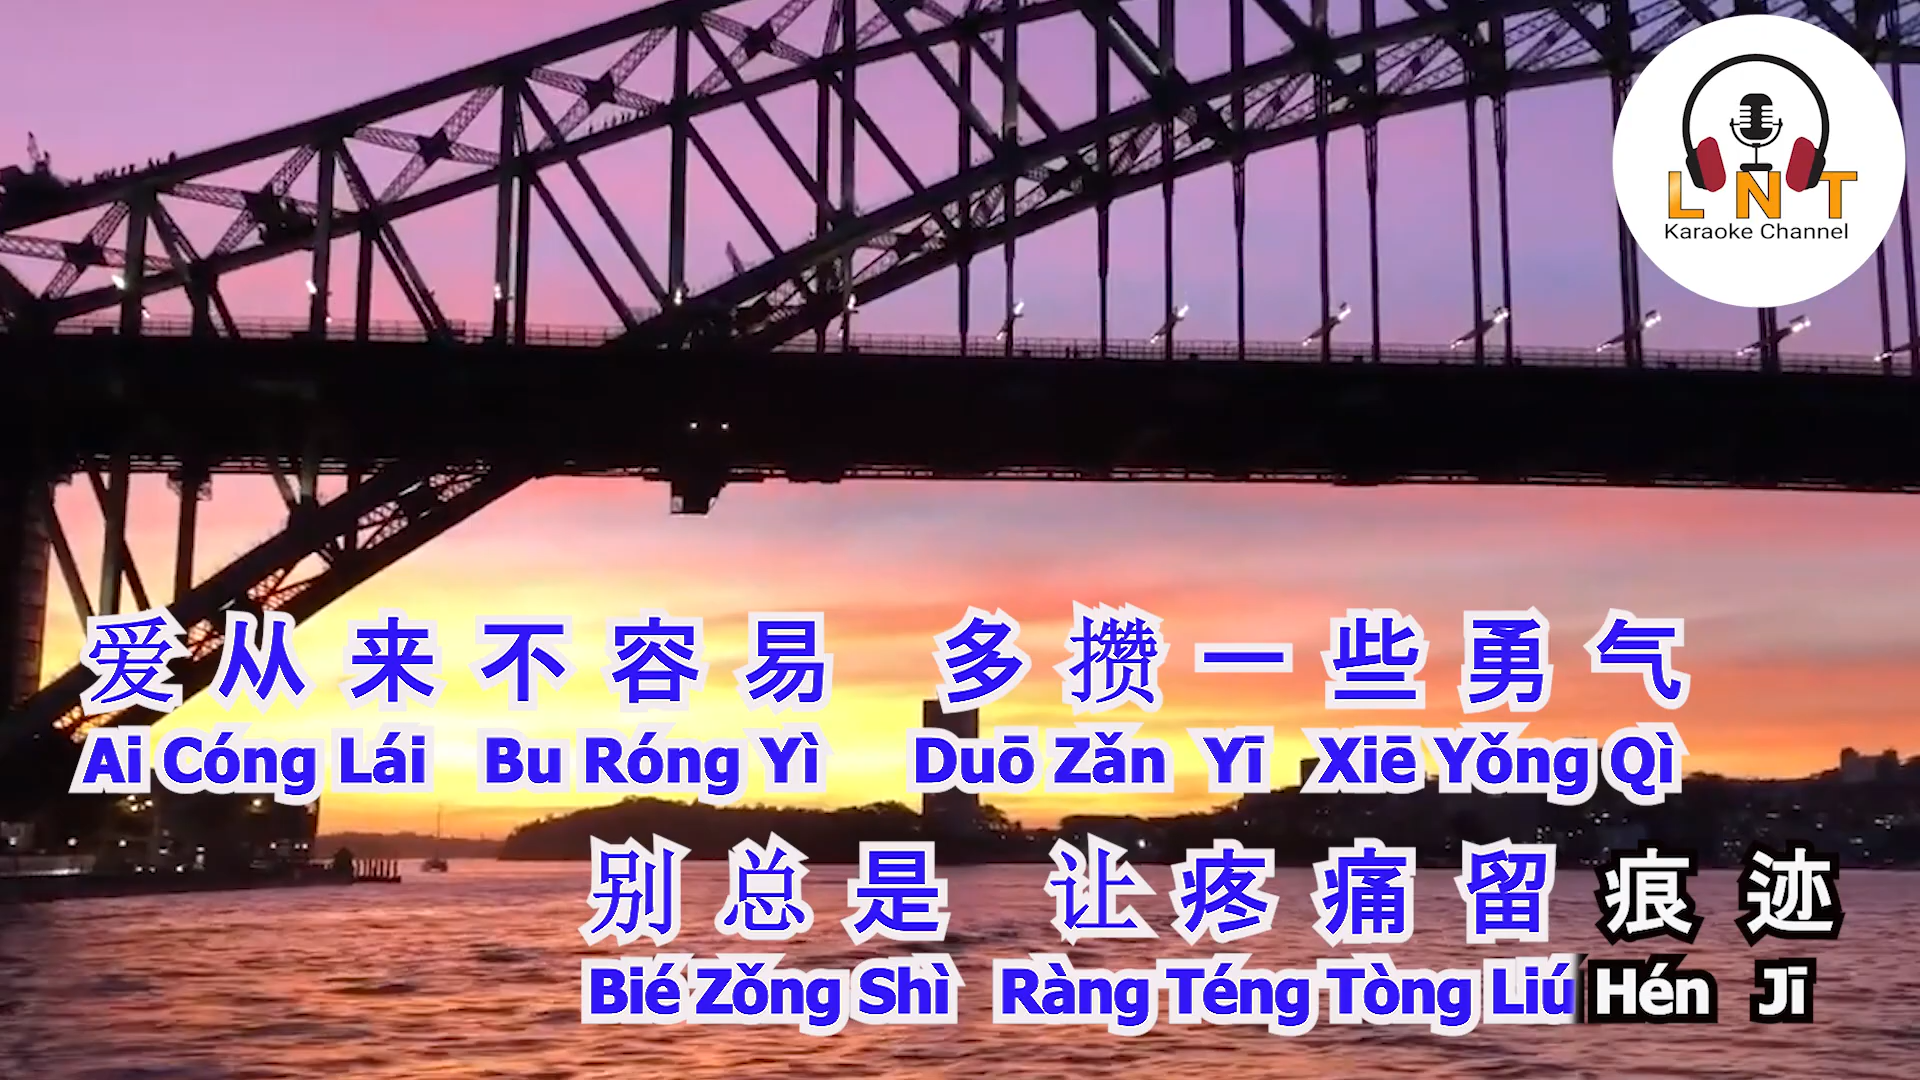 L N T
Karaoke Channel
爱从来不容易 多攒一些勇气
Ai Cóng Lái Bu Róng Yì Duō Zǎn Yī Xiē Yǒng Qì
别总是 让疼痛留痕迹
Bié Zǒng Shì Ràng Téng Tòng Liú Hén Jī